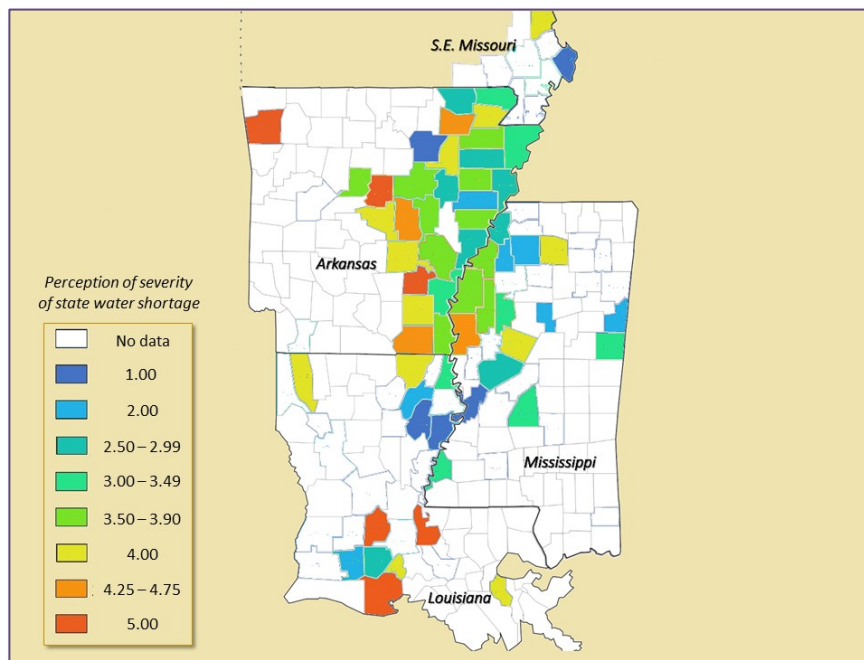 S.E. Missouri
Arkansas
Mississippi
Louisiana
Perception of severity
of state water shortage
No data
1.00
2.00
2.50 – 2.99
3.00 – 3.49
3.50 – 3.90
4.00
4.25 – 4.75
5.00